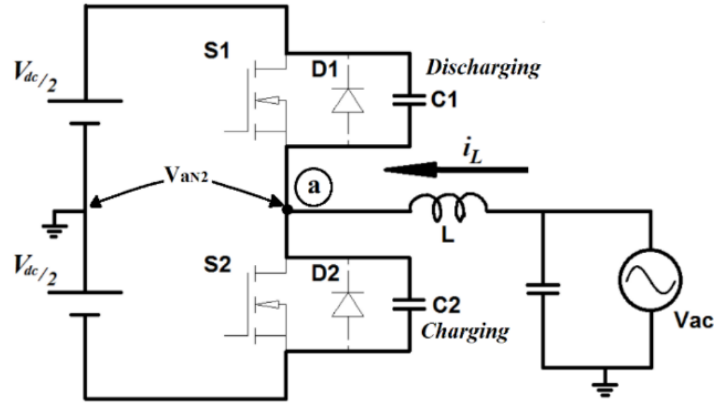 S1
D1
Discharging
Vdc/2
C1
iL
VaN2
a
L
S2
D2
Vdc/2
C2
Charging
Vac